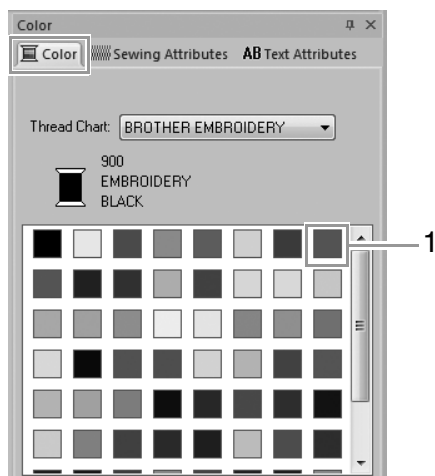 Color
Color Sewing Attributes AB Text Attributes
Thread Chart: BROTHER EMBROIDERY
900
EMBROIDERY
BLACK
1